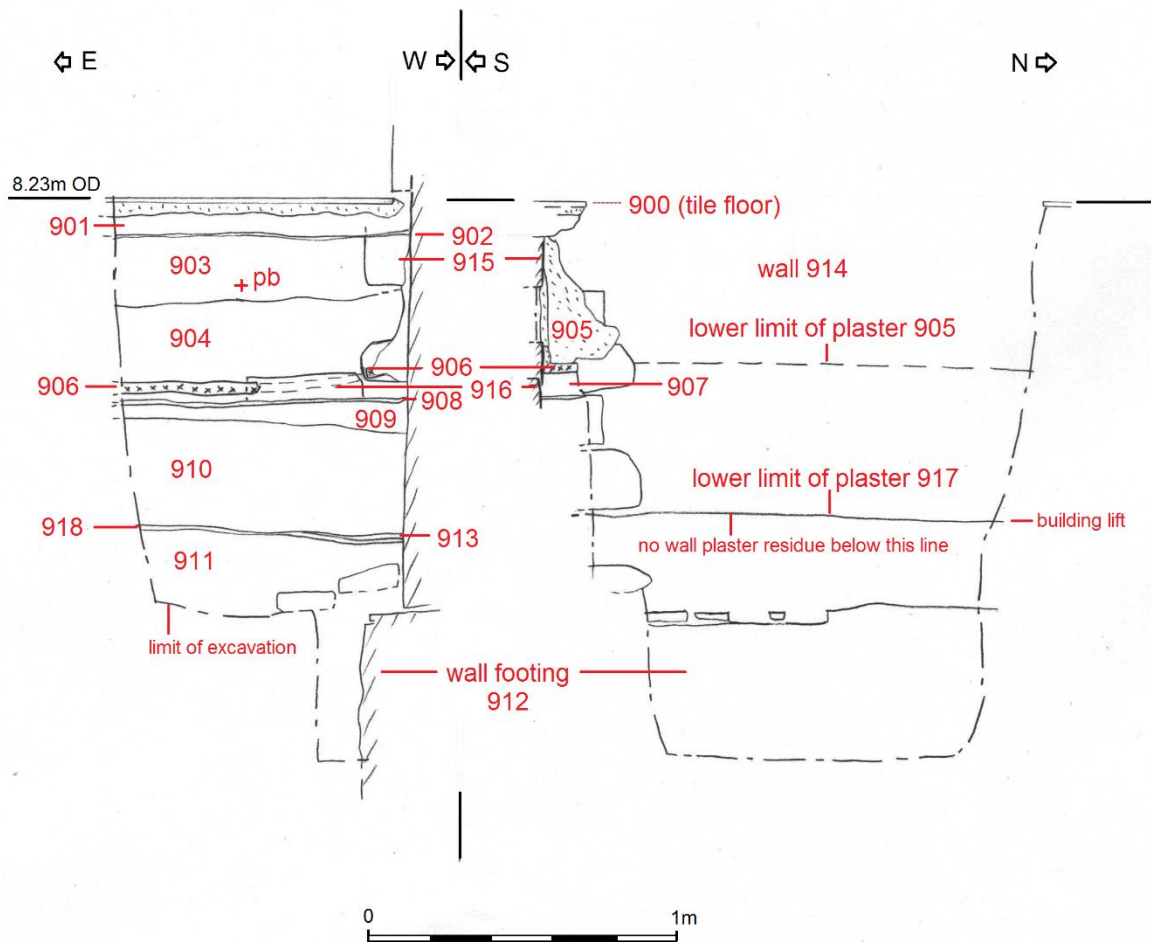 E W S N
8.23m OD
900 (tile floor)
901
902
903
915
wall 914
pb
904
905
lower limit of plaster 905
906
906
916
907
908
909
910
lower limit of plaster 917
918
913
building lift
no wall plaster residue below this line
911
limit of excavation
wall footing
912
0 1m